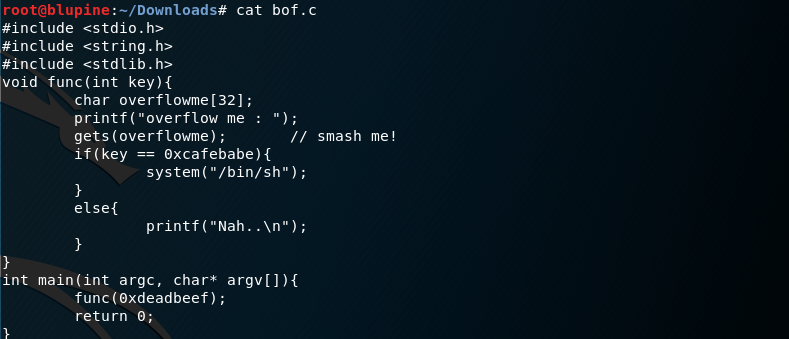 root@blupine:~/Downloads# cat bof.c
#include <stdio.h>
#include <string.h>
#include <stdlib.h>
void func(int key){
        char overflowme[32];
        printf("overflow me : ");
        gets(overflowme);       // smash me!
        if(key == 0xcafebabe){
                system("/bin/sh");
        }
        else{
                printf("Nah..\n");
        }
}
int main(int argc, char* argv[]){
        func(0xdeadbeef);
        return 0;
}